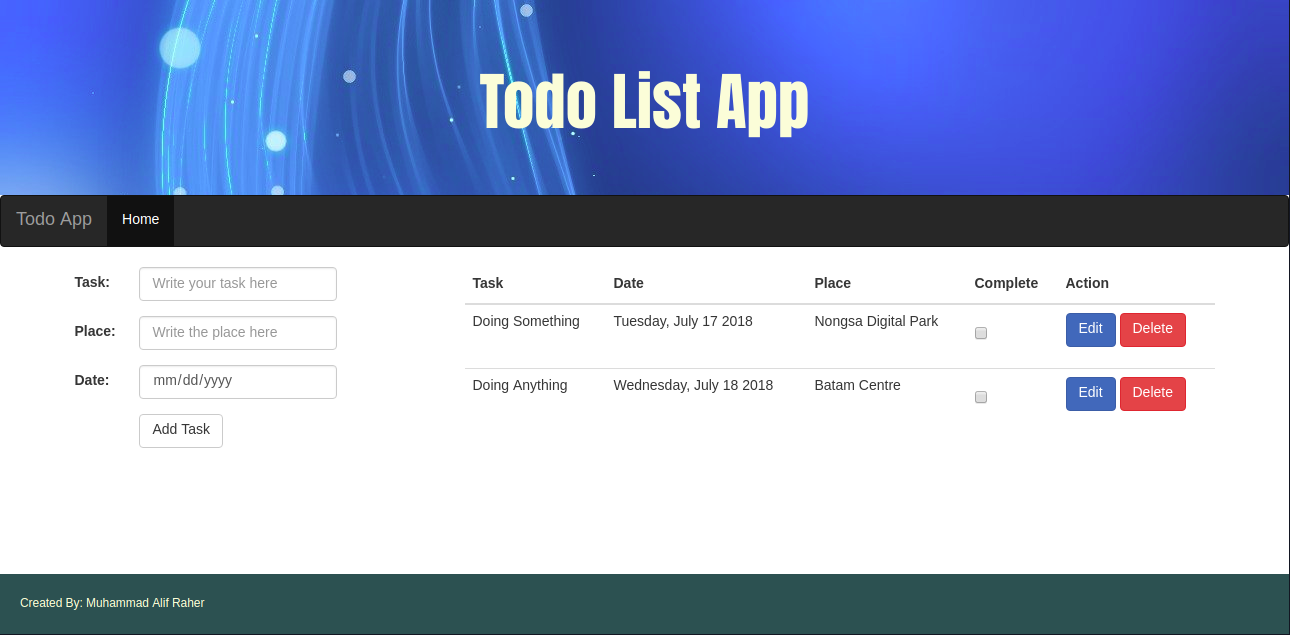 Todo List App
Todo App Home
Task: Write your task here
Place: Write the place here
Date: mm/dd/yyyy
Add Task
Task Date Place Complete Action
Doing Something Tuesday, July 17 2018 Nongsa Digital Park Edit Delete
Doing Anything Wednesday, July 18 2018 Batam Centre Edit Delete
Created By: Muhammad Alif Raher